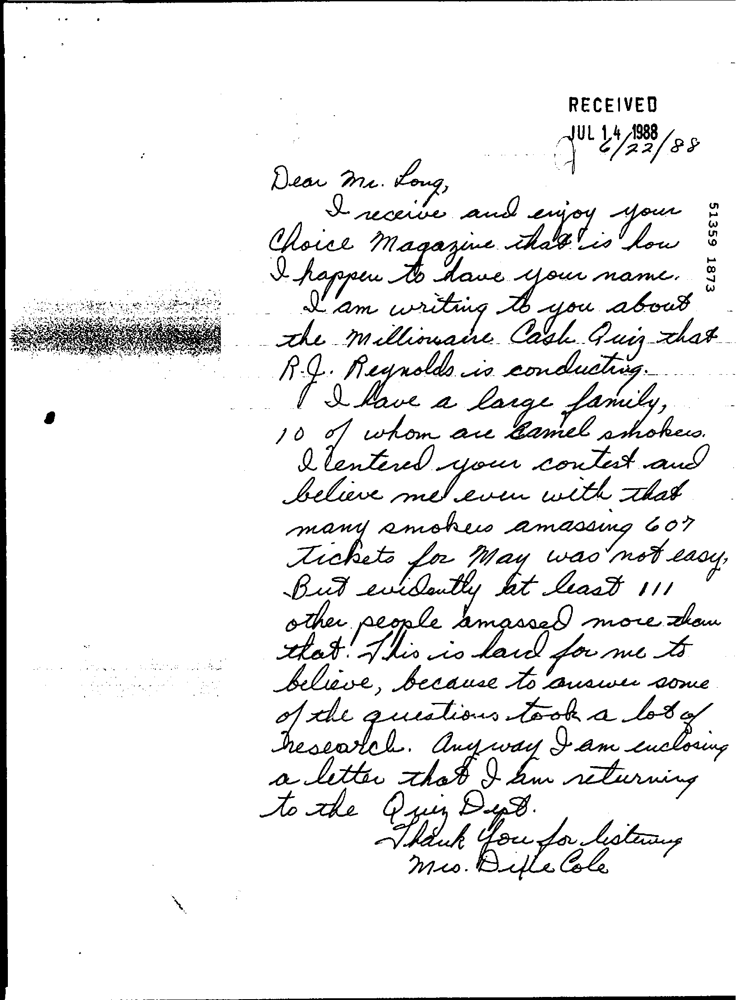 RECEIVED
JUL 14 1988
6/22/88
Dear Mr. Long,
I receive and enjoy your
Choice Magazine that is how
I happen to have your name.
I am writing to you about
the Millionaire Cash Quiz that
R.J. Reynolds is conducting.
I have a large family,
10 of whom are Camel smokers.
I entered your contest and
believe me even with that
many smokers amassing 607
tickets for May was not easy,
But evidently at least 111
other people amassed more than
that! This is hard for me to
believe, because to answer some
of the questions took a lot of
research. Anyway I am enclosing
a letter that I am returning
to the Quiz Dept.
Thank You for listening
Mrs. Cole
51359 1873